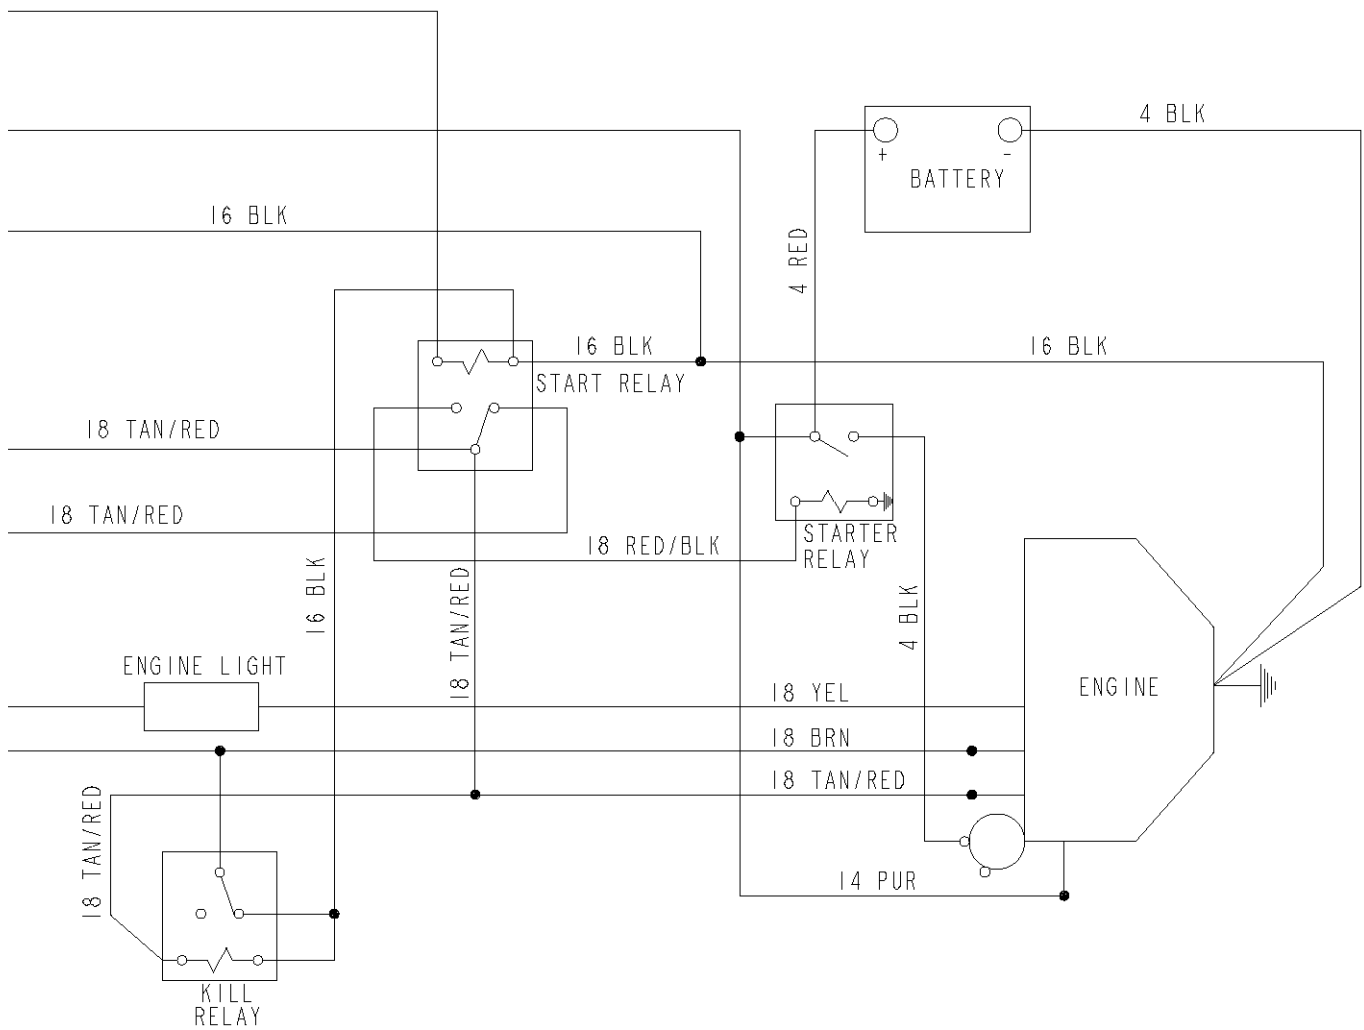 4 BLK
+
-
BATTERY
16 BLK
4 RED
16 BLK
16 BLK
START RELAY
18 TAN/RED
18 TAN/RED
18 RED/BLK
STARTER
RELAY
16 BLK
18 TAN/RED
4 BLK
ENGINE LIGHT
ENGINE
18 YEL
18 BRN
18 TAN/RED
18 TAN/RED
14 PUR
KILL
RELAY